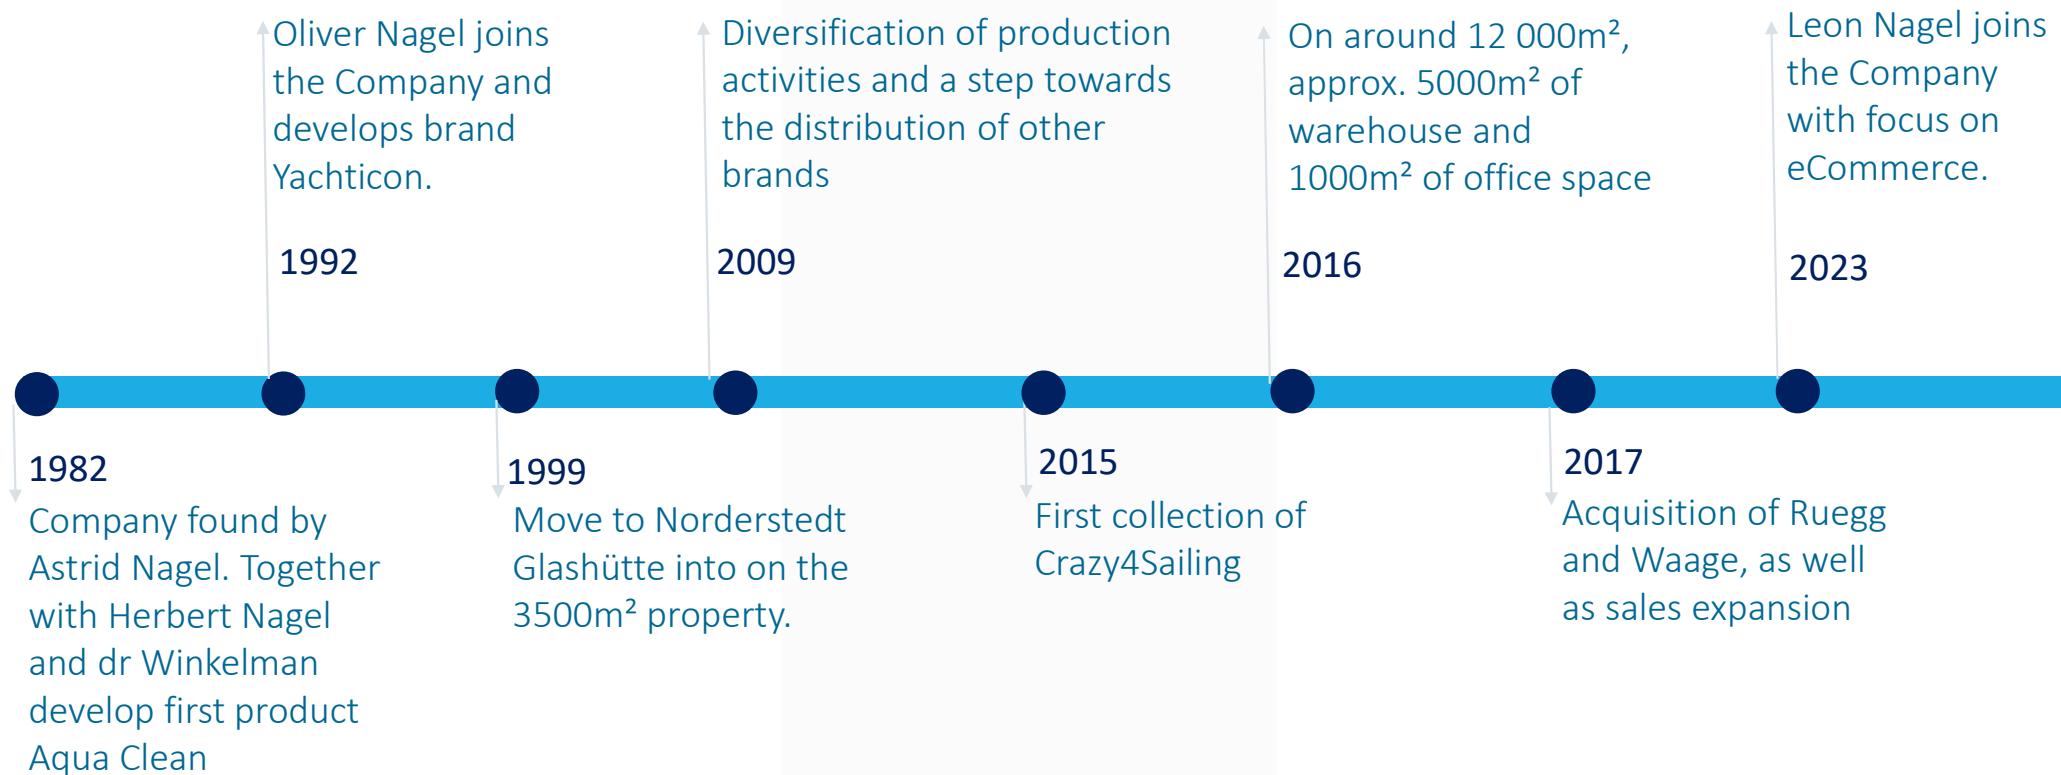 Oliver Nagel joins
the Company and
develops brand
Yachticon.
1992
Diversification of production
activities and a step towards
the distribution of other
brands
2009
On around 12 000m²,
approx. 5000m² of
warehouse and
1000m² of office space
2016
Leon Nagel joins
the Company
with focus on
eCommerce.
2023
1982
Company found by
Astrid Nagel. Together
with Herbert Nagel
and dr Winkelman
develop first product
Aqua Clean
1999
Move to Norderstedt
Glashütte into on the
3500m² property.
2015
First collection of
Crazy4Sailing
2017
Acquisition of Ruegg
and Waage, as well
as sales expansion